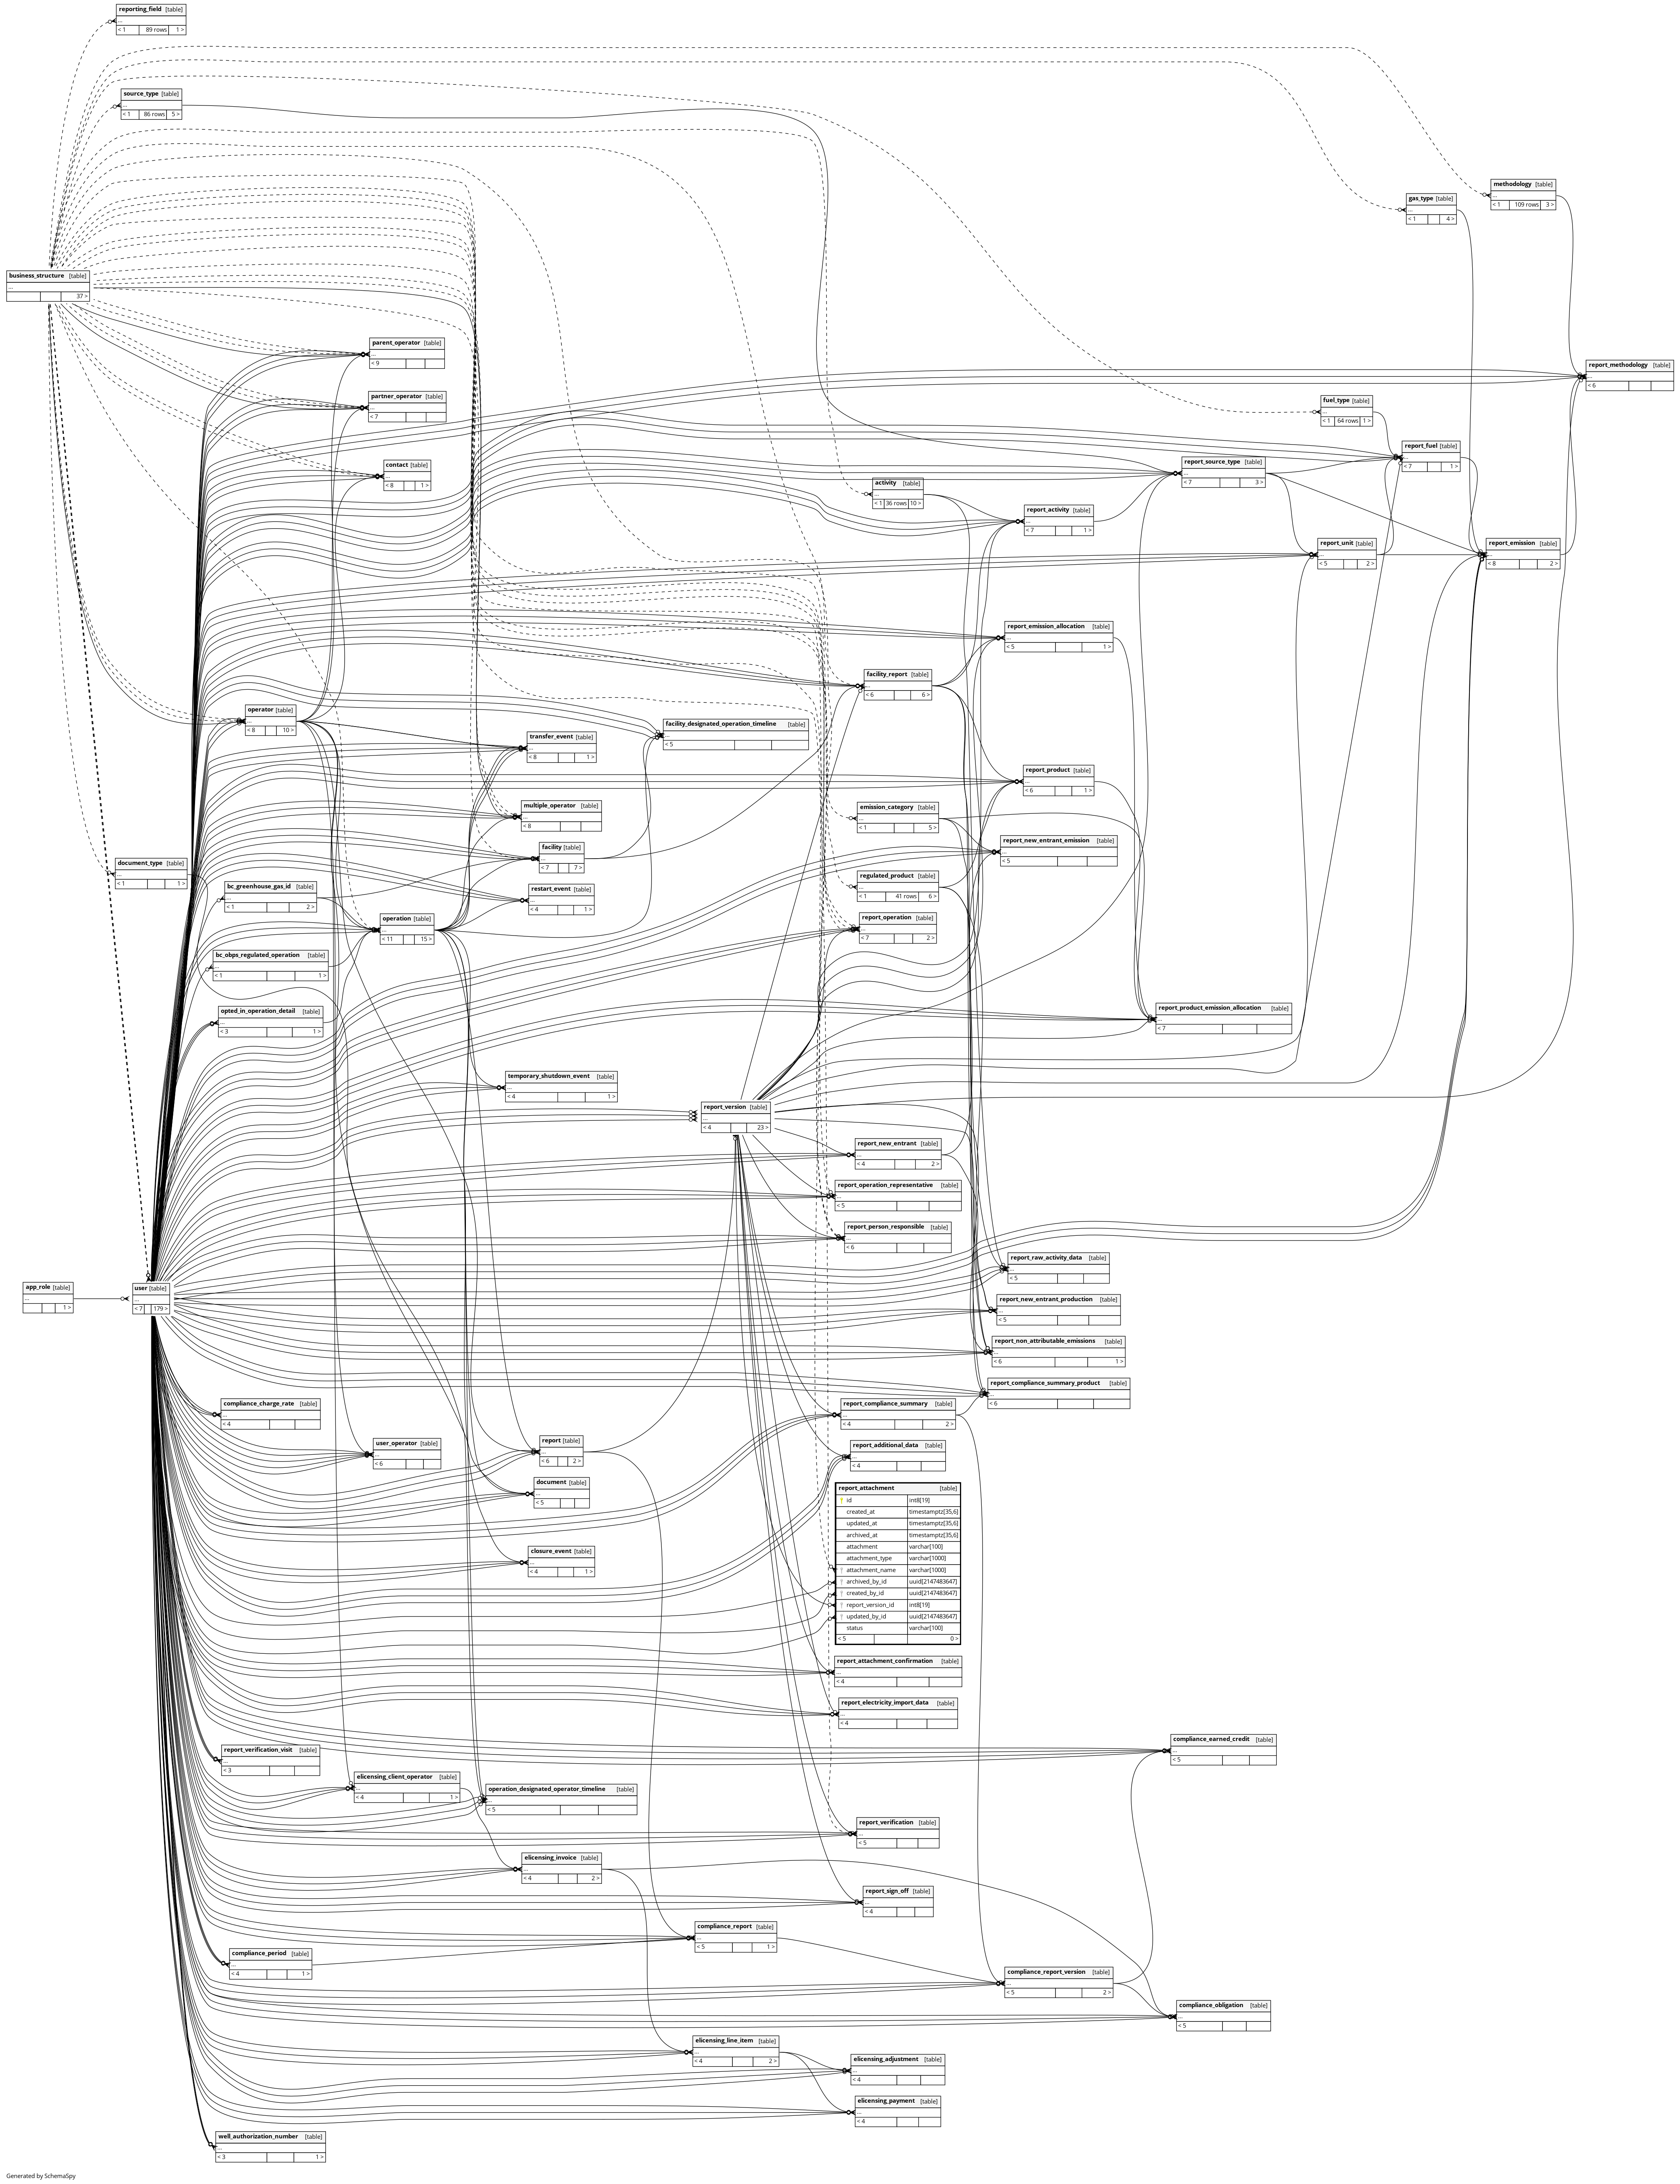 reporting_field [table]
...
< 1 89 rows 1 >
source_type [table]
...
< 1 86 rows 5 >
methodology [table]
...
< 1 109 rows 3 >
gas_type [table]
...
< 1 4 >
business_structure [table]
...
37 >
parent_operator [table]
...
< 9
report_methodology [table]
...
< 6
partner_operator [table]
...
< 7
fuel_type [table]
...
< 1 64 rows 1 >
report_fuel [table]
...
< 7 1 >
contact [table]
...
< 8 1 >
report_source_type [table]
...
< 7 3 >
activity [table]
...
< 1 36 rows 10 >
report_activity [table]
...
< 7 1 >
report_unit [table]
...
< 5 2 >
report_emission [table]
...
< 8 2 >
report_emission_allocation [table]
...
< 5 1 >
facility_report [table]
...
< 6 6 >
operator [table]
...
< 8 10 >
facility_designated_operation_timeline [table]
...
< 5
transfer_event [table]
...
< 8 1 >
report_product [table]
...
< 6 1 >
multiple_operator [table]
...
< 8
emission_category [table]
...
< 1 5 >
report_new_entrant_emission [table]
...
< 5
facility [table]
...
< 7 7 >
document_type [table]
...
< 1 1 >
regulated_product [table]
...
< 1 41 rows 6 >
bc_greenhouse_gas_id [table]
...
< 1 2 >
restart_event [table]
...
< 4 1 >
operation [table]
...
< 11 15 >
report_operation [table]
...
< 7 2 >
bc_obps_regulated_operation [table]
...
< 1 1 >
opted_in_operation_detail [table]
...
< 3 1 >
report_product_emission_allocation [table]
...
< 7
temporary_shutdown_event [table]
...
< 4 1 >
report_version [table]
...
< 4 23 >
report_new_entrant [table]
...
< 4 2 >
report_operation_representative [table]
...
< 5
report_person_responsible [table]
...
< 6
report_raw_activity_data [table]
...
< 5
app_role [table]
...
1 >
user [table]
...
< 7 179 >
report_new_entrant_production [table]
...
< 5
report_non_attributable_emissions [table]
...
< 6 1 >
report_compliance_summary_product [table]
...
< 6
compliance_charge_rate [table]
...
< 4
report_compliance_summary [table]
...
< 4 2 >
user_operator [table]
...
< 6
report [table]
...
< 6 2 >
report_additional_data [table]
...
< 4
document [table]
...
< 5
report_attachment [table]
id int8[19]
created_at timestamptz[35,6]
updated_at timestamptz[35,6]
archived_at timestamptz[35,6]
attachment varchar[100]
attachment_type varchar[1000]
attachment_name varchar[1000]
archived_by_id uuid[2147483647]
created_by_id uuid[2147483647]
report_version_id int8[19]
updated_by_id uuid[2147483647]
status varchar[100]
< 5 0 >
closure_event [table]
...
< 4 1 >
report_attachment_confirmation [table]
...
< 4
report_electricity_import_data [table]
...
< 4
compliance_earned_credit [table]
...
< 5
report_verification_visit [table]
...
< 3
elicensing_client_operator [table]
...
< 4 1 >
operation_designated_operator_timeline [table]
...
< 5
report_verification [table]
...
< 5
elicensing_invoice [table]
...
< 4 2 >
report_sign_off [table]
...
< 4
compliance_report [table]
...
< 5 1 >
compliance_period [table]
...
< 4 1 >
compliance_report_version [table]
...
< 5 2 >
compliance_obligation [table]
...
< 5
elicensing_line_item [table]
...
< 4 2 >
elicensing_adjustment [table]
...
< 4
elicensing_payment [table]
...
< 4
well_authorization_number [table]
...
< 3 1 >
Generated by SchemaSpy